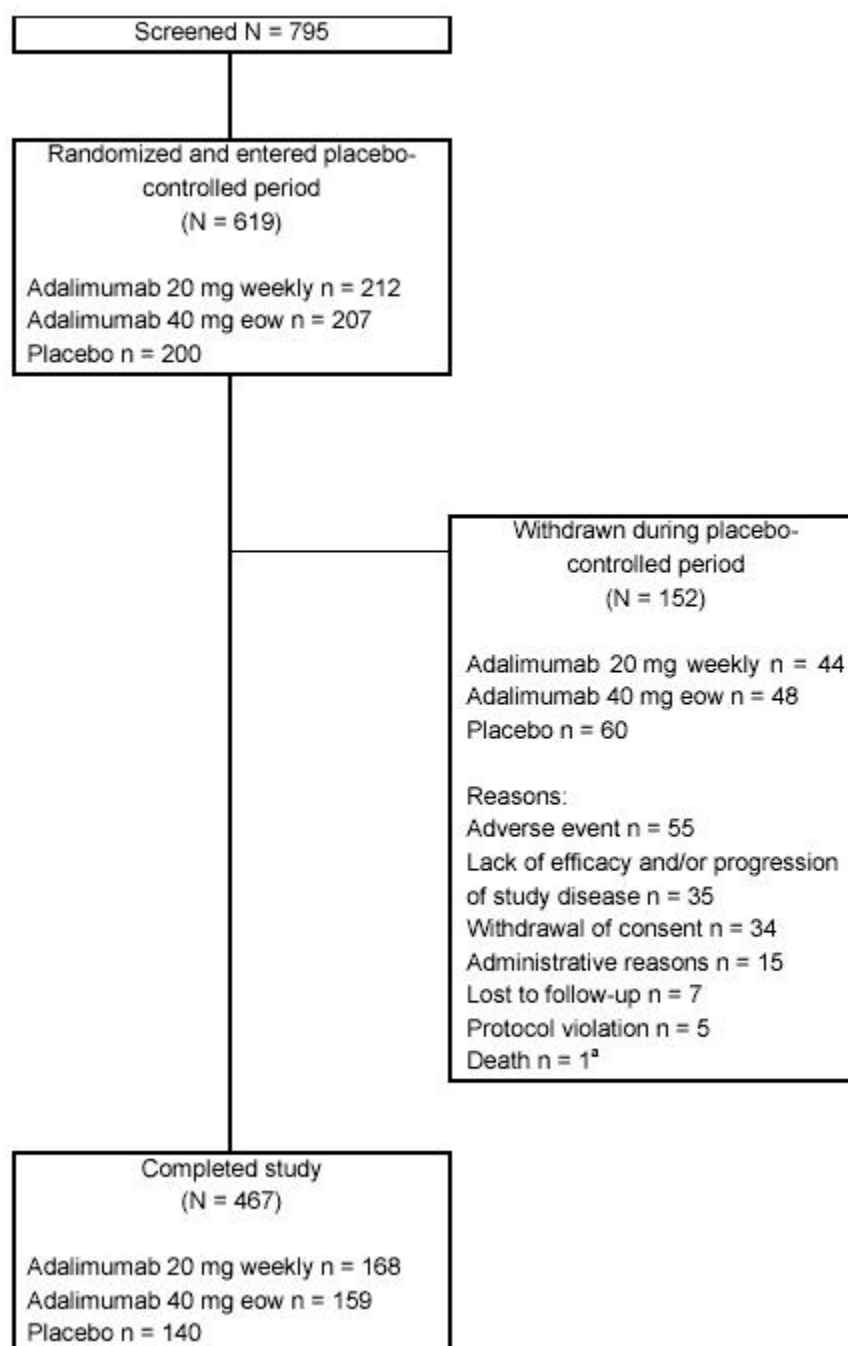 Screened N = 795
Randomized and entered placebo-
controlled period
(N = 619)
Adalimumab 20 mg weekly n = 212
Adalimumab 40 mg eow n = 207
Placebo n = 200
Withdrawn during placebo-
controlled period
(N = 152)
Adalimumab 20 mg weekly n = 44
Adalimumab 40 mg eow n = 48
Placebo n = 60
Reasons:
Adverse event n = 55
Lack of efficacy and/or progression
of study disease n = 35
Withdrawal of consent n = 34
Administrative reasons n = 15
Lost to follow-up n = 7
Protocol violation n = 5
Death n = 1ª
Completed study
(N = 467)
Adalimumab 20 mg weekly n = 168
Adalimumab 40 mg eow n = 159
Placebo n = 140